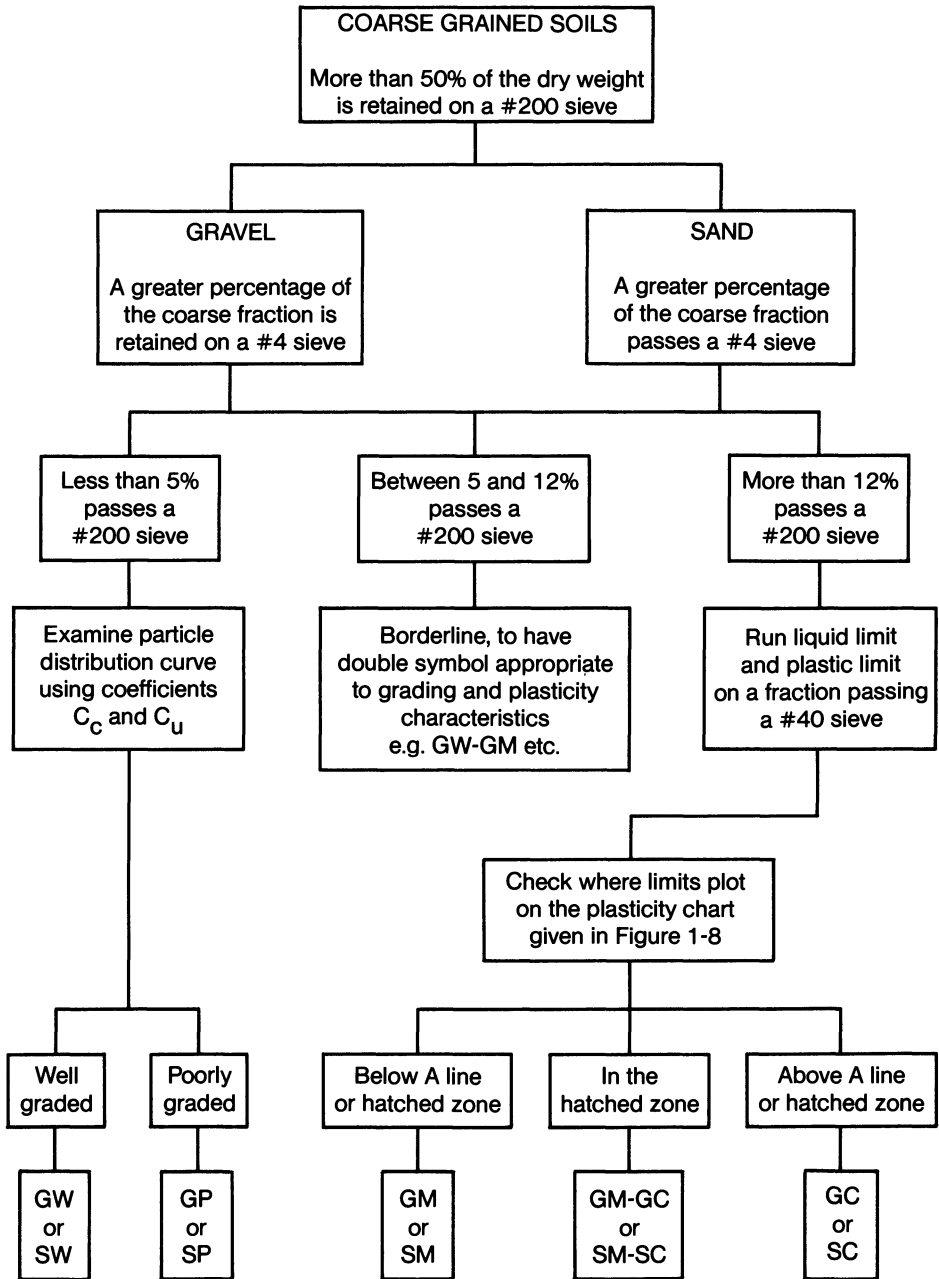 COARSE GRAINED SOILS
More than 50% of the dry weight
is retained on a #200 sieve
GRAVEL
A greater percentage of
the coarse fraction is
retained on a #4 sieve
SAND
A greater percentage
of the coarse fraction
passes a #4 sieve
Less than 5%
passes a
#200 sieve
Between 5 and 12%
passes a
#200 sieve
More than 12%
passes a
#200 sieve
Examine particle
distribution curve
using coefficients
Cc and Cu
Borderline, to have
double symbol appropriate
to grading and plasticity
characteristics
e.g. GW-GM etc.
Run liquid limit
and plastic limit
on a fraction passing
a #40 sieve
Check where limits plot
on the plasticity chart
given in Figure 1-8
Well
graded
Poorly
graded
Below A line
or hatched zone
In the
hatched zone
Above A line
or hatched zone
GW
or
SW
GP
or
SP
GM
or
SM
GM-GC
or
SM-SC
GC
or
SC